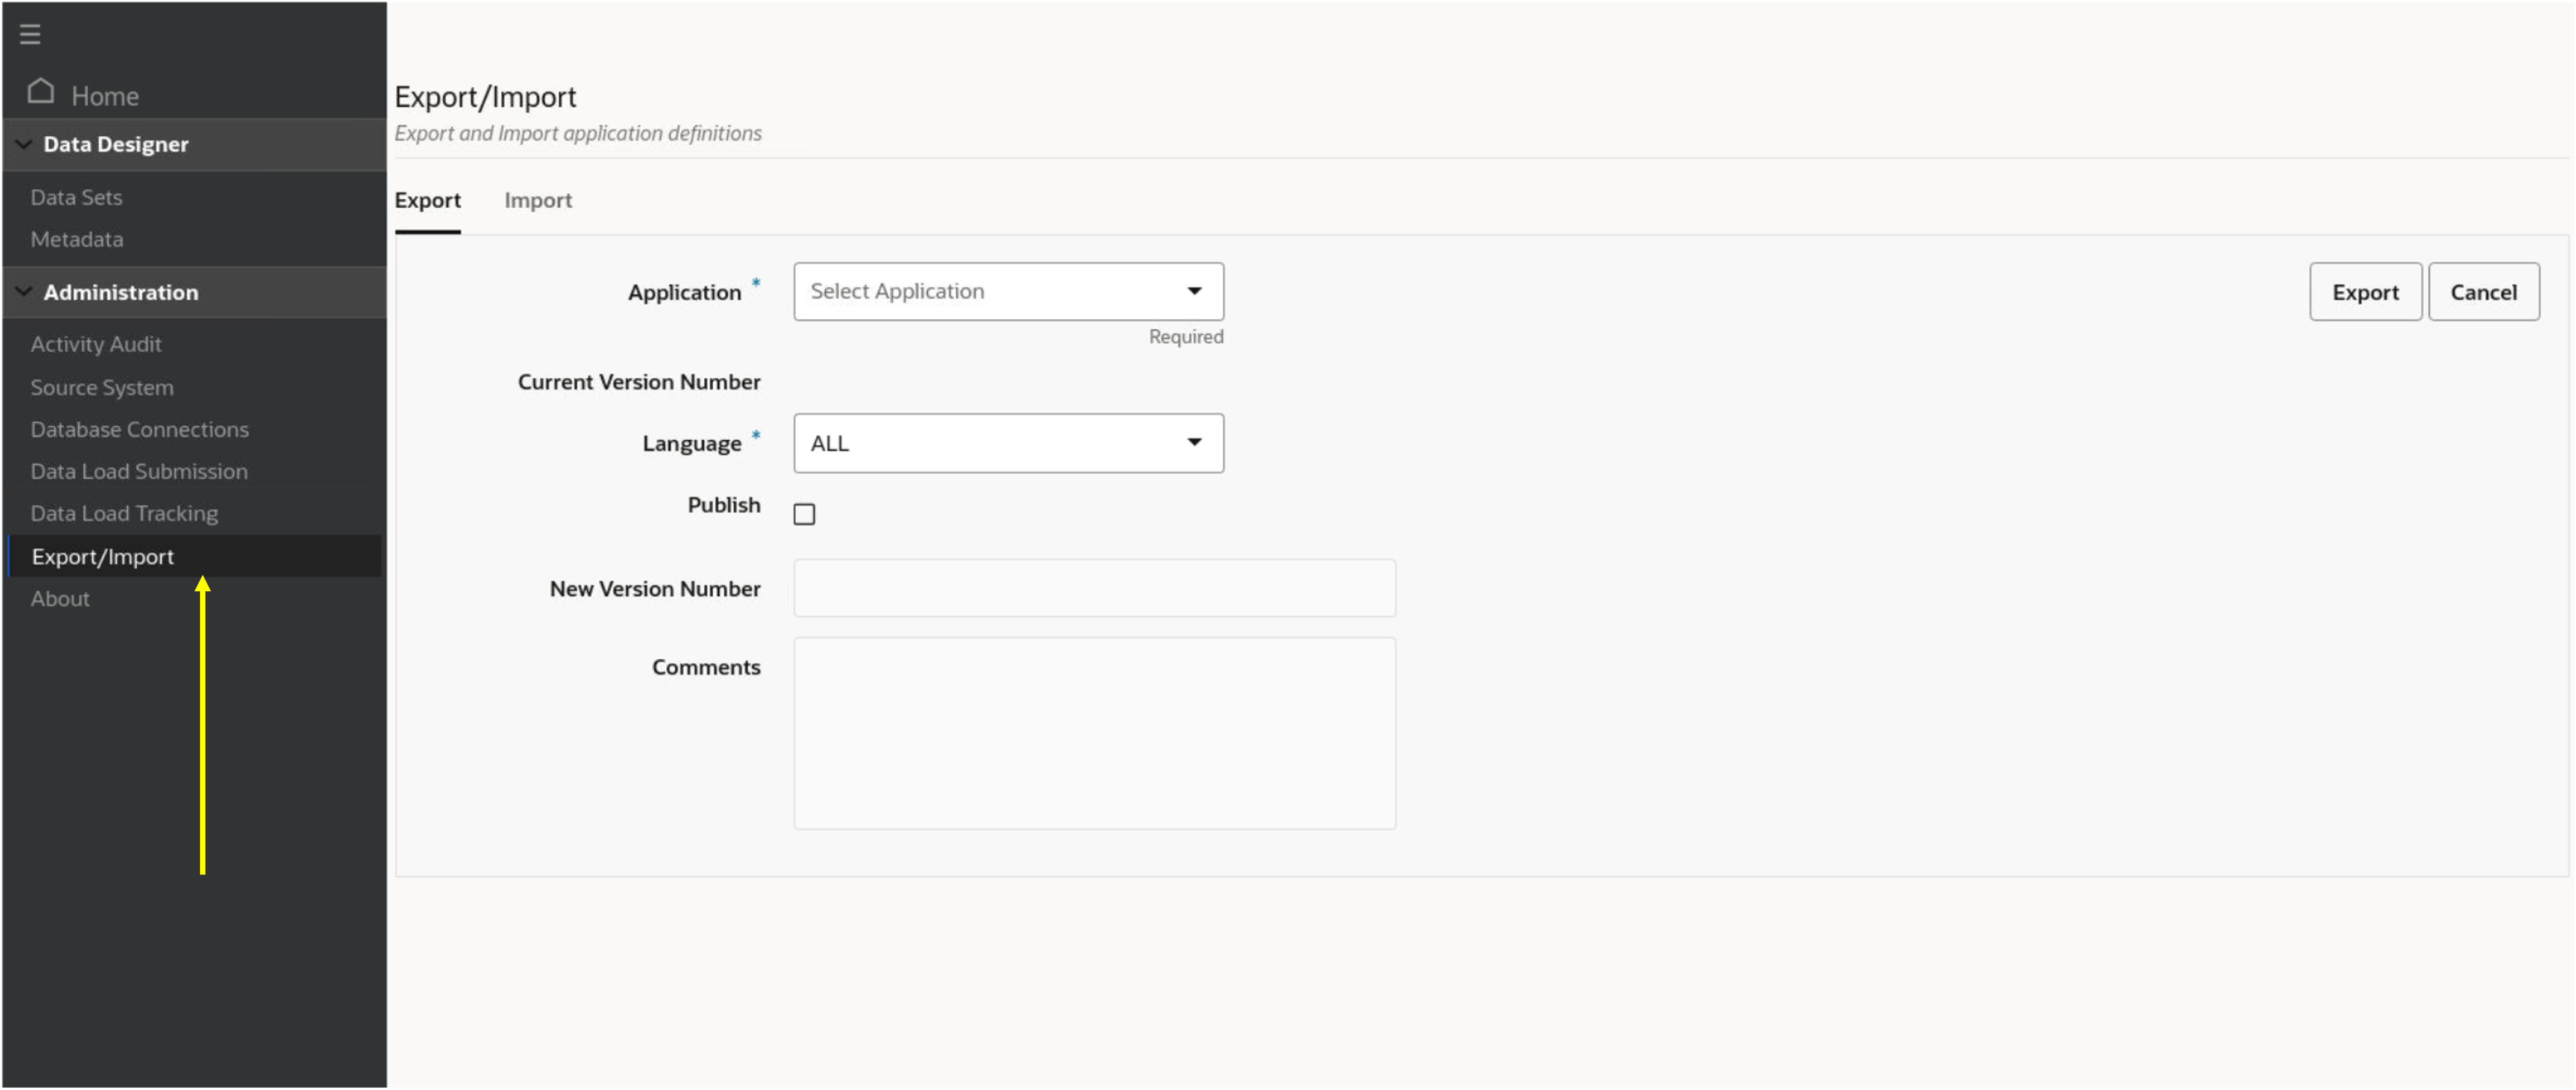 Home
Data Designer
Data Sets
Metadata
Administration
Activity Audit
Source System
Database Connections
Data Load Submission
Data Load Tracking
Export/Import
About
Export/Import
Export and Import application definitions
Export Import
Application * Select Application
Required
Export Cancel
Current Version Number
Language * ALL
Publish
New Version Number
Comments